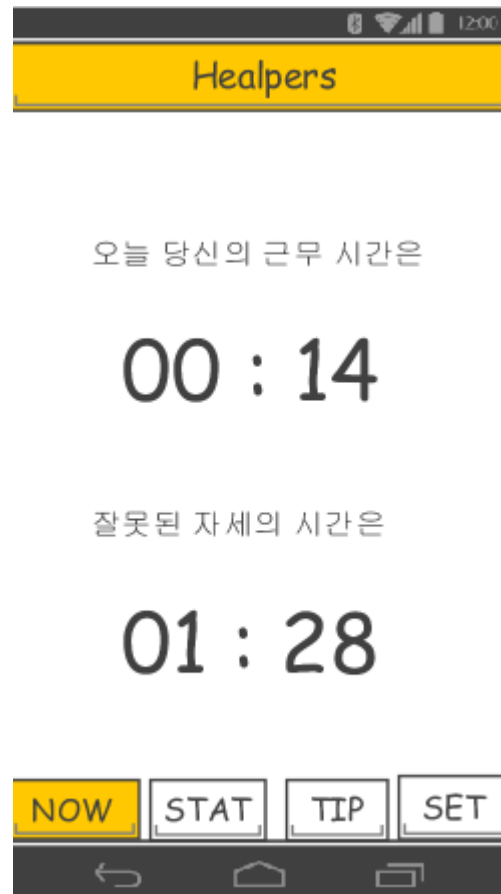 12:00
Healpers
오늘 당신의 근무 시간은
00 : 14
잘못된 자세의 시간은
01 : 28
NOW STAT TIP SET